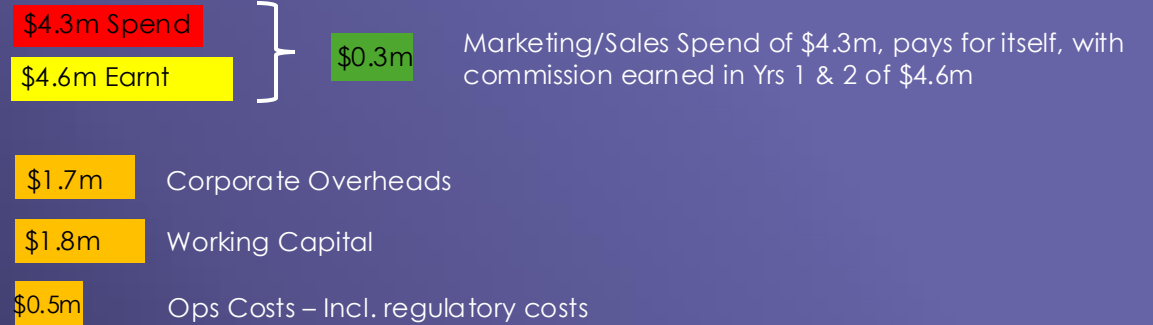 $4.3m Spend
$4.6m Earnt
$0.3m
Marketing/Sales Spend of $4.3m, pays for itself, with
commission earned in Yrs 1 & 2 of $4.6m
$1.7m Corporate Overheads
$1.8m Working Capital
$0.5m Ops Costs – Incl. regulatory costs